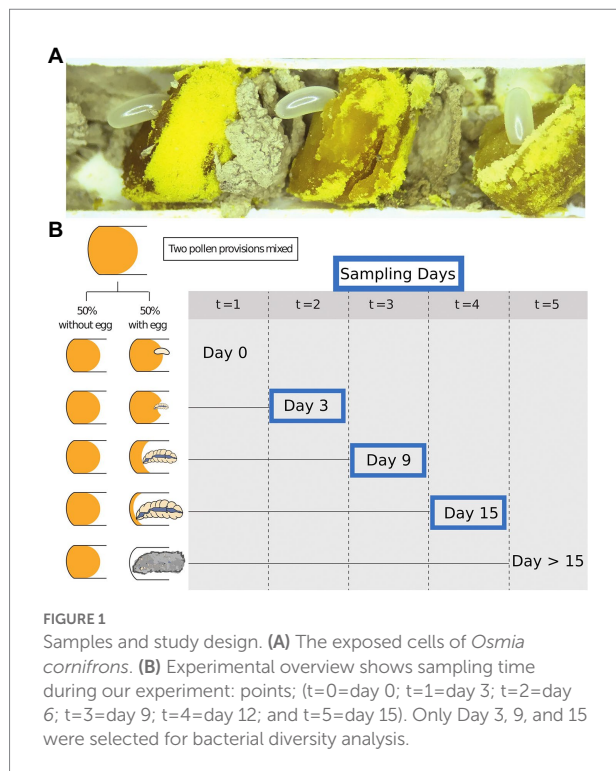 A
B
Two pollen provisions mixed
Sampling Days
50%
without egg
50%
with egg
t=1 t=2 t=3 t=4 t=5
Day 0
Day 3
Day 9
Day 15
Day > 15
FIGURE 1
Samples and study design. (A) The exposed cells of Osmia
cornifrons. (B) Experimental overview shows sampling time
during our experiment: points; (t=0=day 0; t=1=day 3; t=2=day
6; t=3=day 9; t=4=day 12; and t=5=day 15). Only Day 3, 9, and 15
were selected for bacterial diversity analysis.